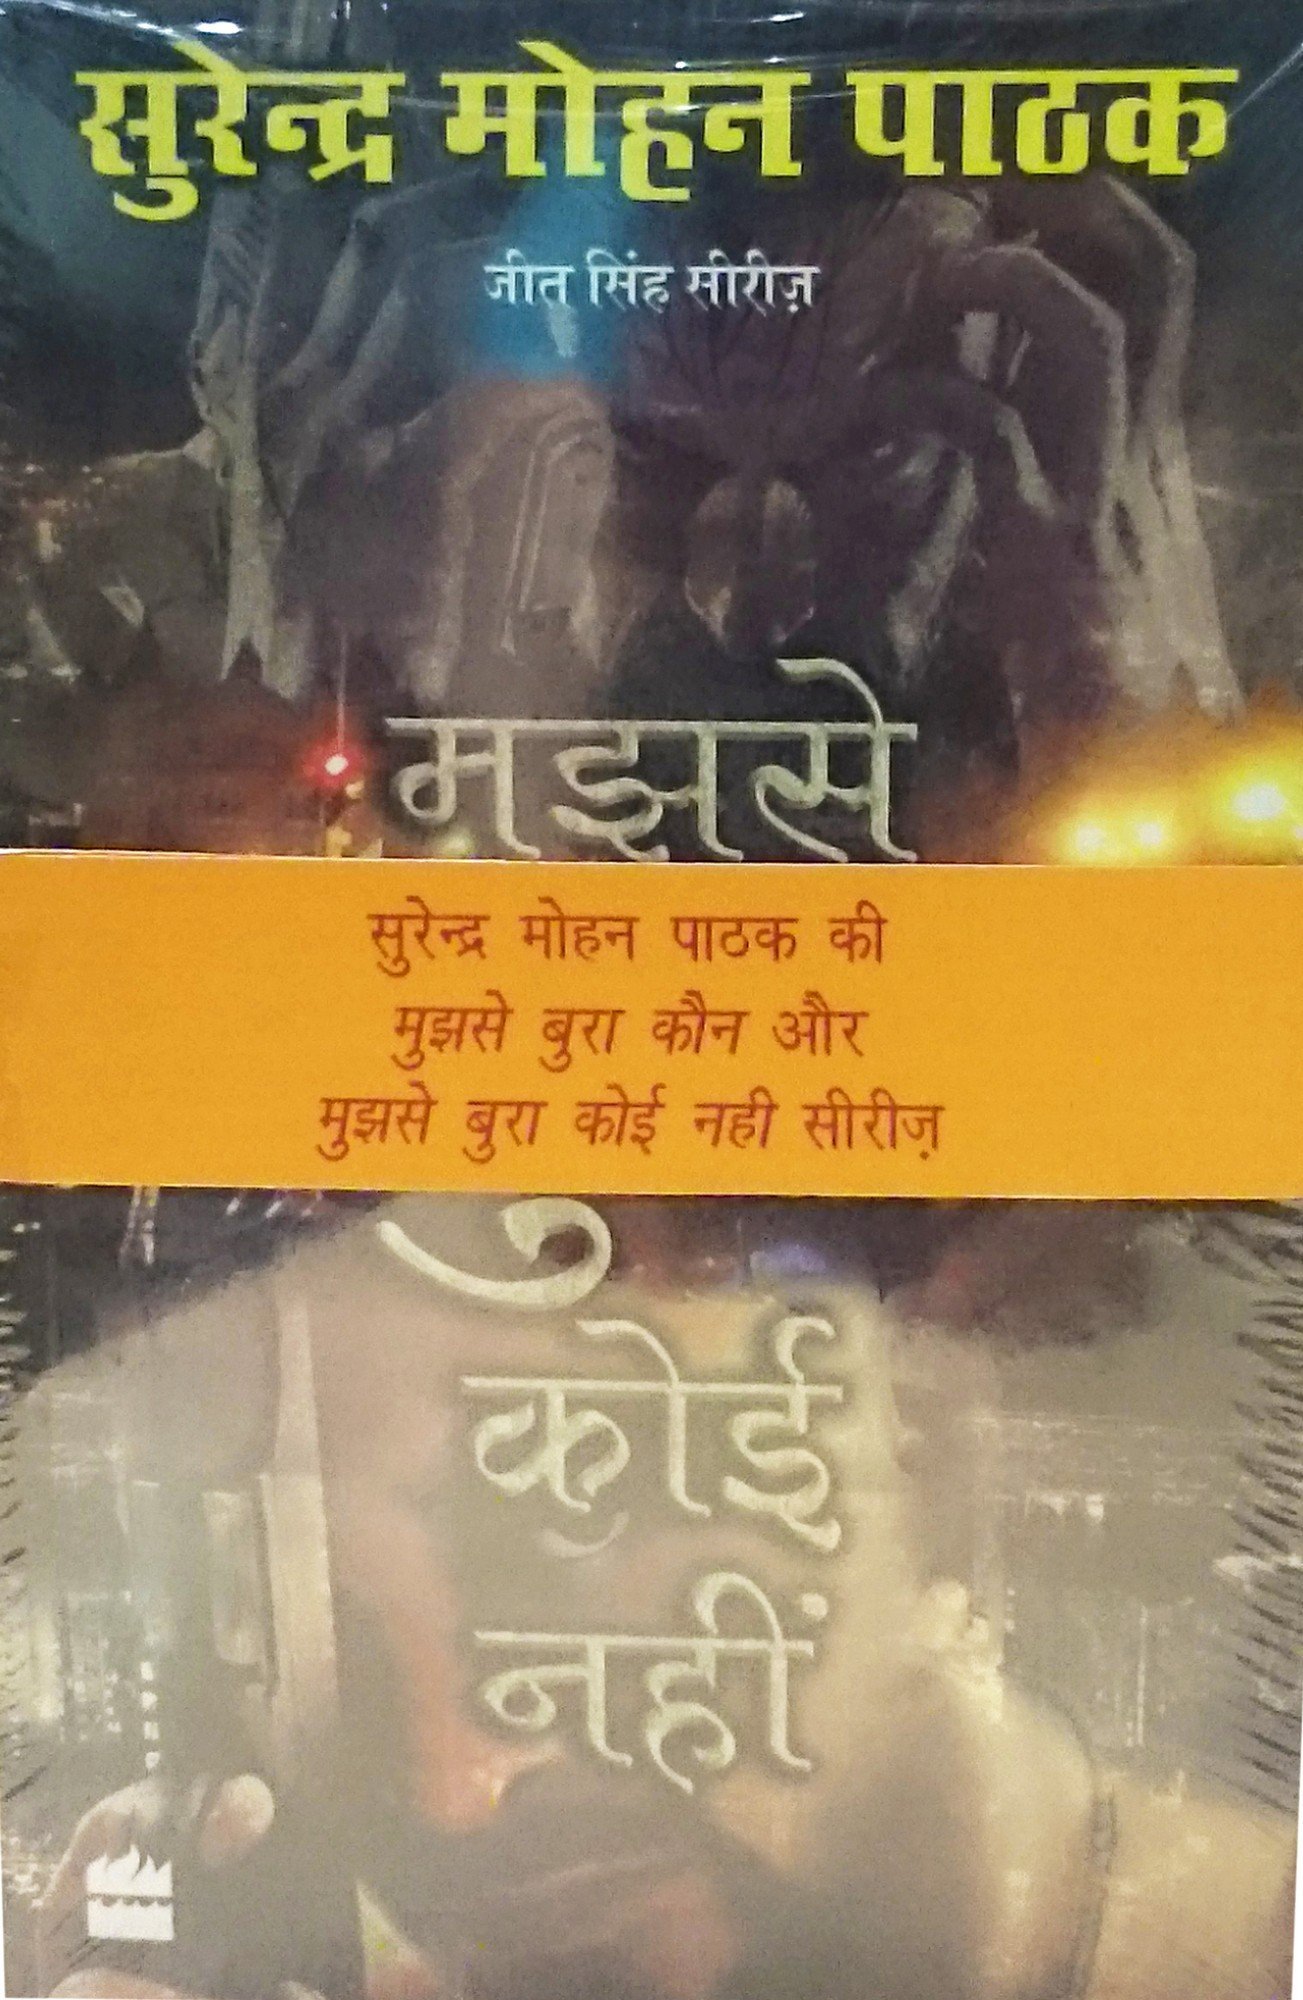 सुरेन्द्र मोहन पाठक
जीत सिंह सीरीज़
मुझसे
सुरेन्द्र मोहन पाठक की
मुझसे बुरा कौन और
मुझसे बुरा कोई नही सीरीज़
कोई
नहीं